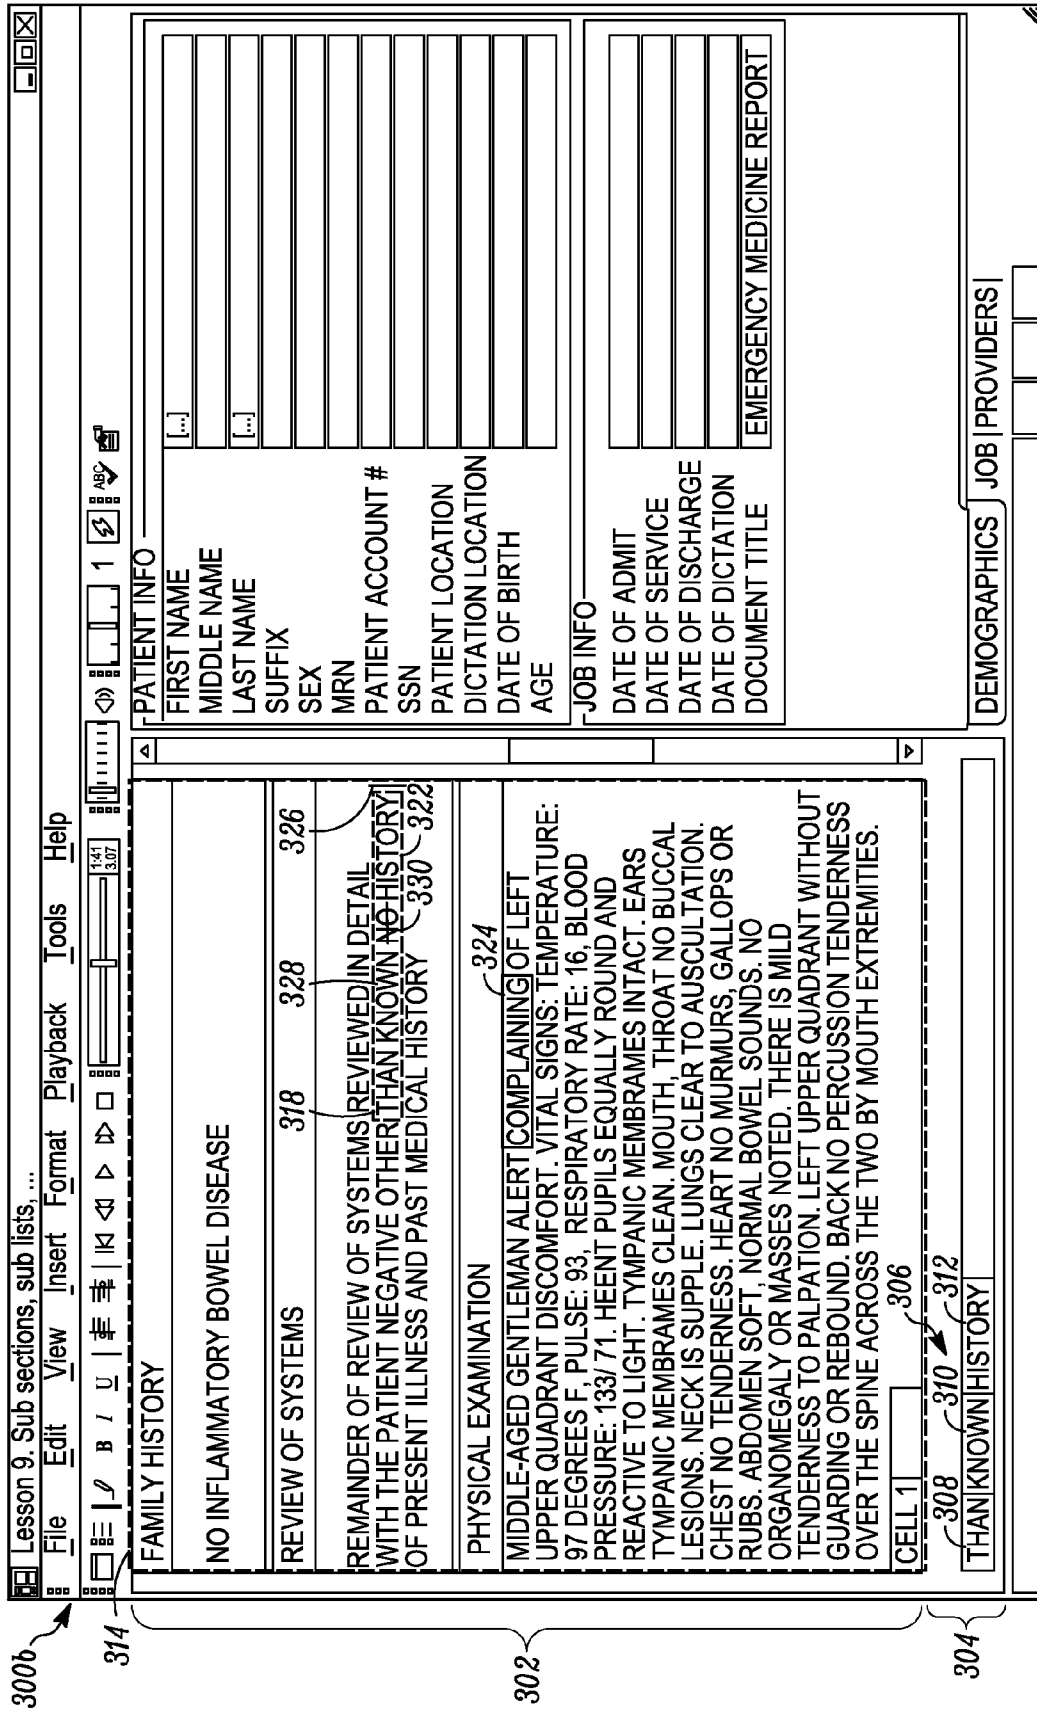 300b
Lesson 9. Sub sections, sub lists, ...
File Edit View Insert Format Playback Tools Help
B I U 1:41 3.07 1 ABC
314
FAMILY HISTORY
NO INFLAMMATORY BOWEL DISEASE
REVIEW OF SYSTEMS
318 328 326
REMAINDER OF REVIEW OF SYSTEMS REVIEWED IN DETAIL
WITH THE PATIENT NEGATIVE OTHER THAN KNOWN NO HISTORY
OF PRESENT ILLNESS AND PAST MEDICAL HISTORY
330 322
PHYSICAL EXAMINATION
324
MIDDLE-AGED GENTLEMAN ALERT COMPLAINING OF LEFT
UPPER QUADRANT DISCOMFORT. VITAL SIGNS: TEMPERATURE:
97 DEGREES F, PULSE: 93, RESPIRATORY RATE: 16, BLOOD
PRESSURE: 133/ 71. HEENT PUPILS EQUALLY ROUND AND
REACTIVE TO LIGHT. TYMPANIC MEMBRAMES INTACT. EARS
TYMPANIC MEMBRAMES CLEAN. MOUTH, THROAT NO BUCCAL
LESIONS. NECK IS SUPPLE. LUNGS CLEAR TO AUSCULTATION.
CHEST NO TENDERNESS. HEART NO MURMURS, GALLOPS OR
RUBS. ABDOMEN SOFT, NORMAL BOWEL SOUNDS. NO
ORGANOMEGALY OR MASSES NOTED. THERE IS MILD
TENDERNESS TO PALPATION. LEFT UPPER QUADRANT WITHOUT
GUARDING OR REBOUND. BACK NO PERCUSSION TENDERNESS
OVER THE SPINE ACROSS THE TWO BY MOUTH EXTREMITIES.
CELL 1
302
306
308 310 312
THAN KNOWN HISTORY
304
PATIENT INFO
FIRST NAME [...]
MIDDLE NAME
LAST NAME [...]
SUFFIX
SEX
MRN
PATIENT ACCOUNT #
SSN
PATIENT LOCATION
DICTATION LOCATION
DATE OF BIRTH
AGE
JOB INFO
DATE OF ADMIT
DATE OF SERVICE
DATE OF DISCHARGE
DATE OF DICTATION
DOCUMENT TITLE EMERGENCY MEDICINE REPORT
DEMOGRAPHICS JOB PROVIDERS